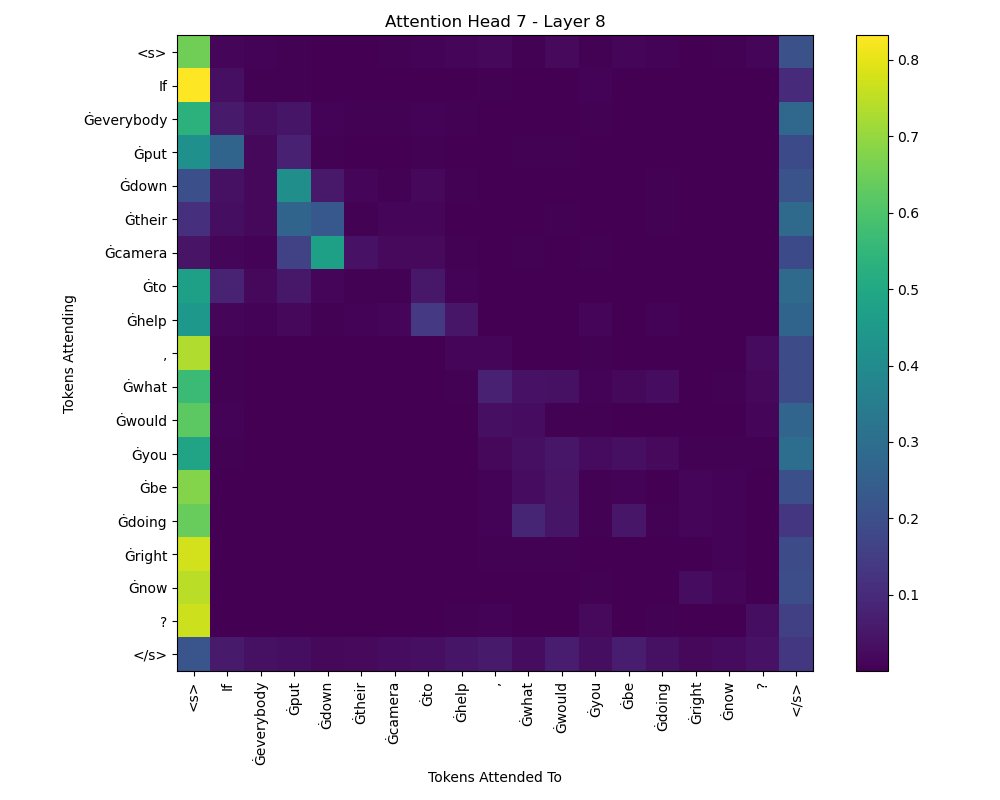 Attention Head 7 - Layer 8
<s>
If
Ġeverybody
Ġput
Ġdown
Ġtheir
Ġcamera
Ġto
Ġhelp
,
Ġwhat
Ġwould
Ġyou
Ġbe
Ġdoing
Ġright
Ġnow
?
</s>
Tokens Attending
<s>
If
Ġeverybody
Ġput
Ġdown
Ġtheir
Ġcamera
Ġto
Ġhelp
,
Ġwhat
Ġwould
Ġyou
Ġbe
Ġdoing
Ġright
Ġnow
?
</s>
Tokens Attended To
0.8
0.7
0.6
0.5
0.4
0.3
0.2
0.1